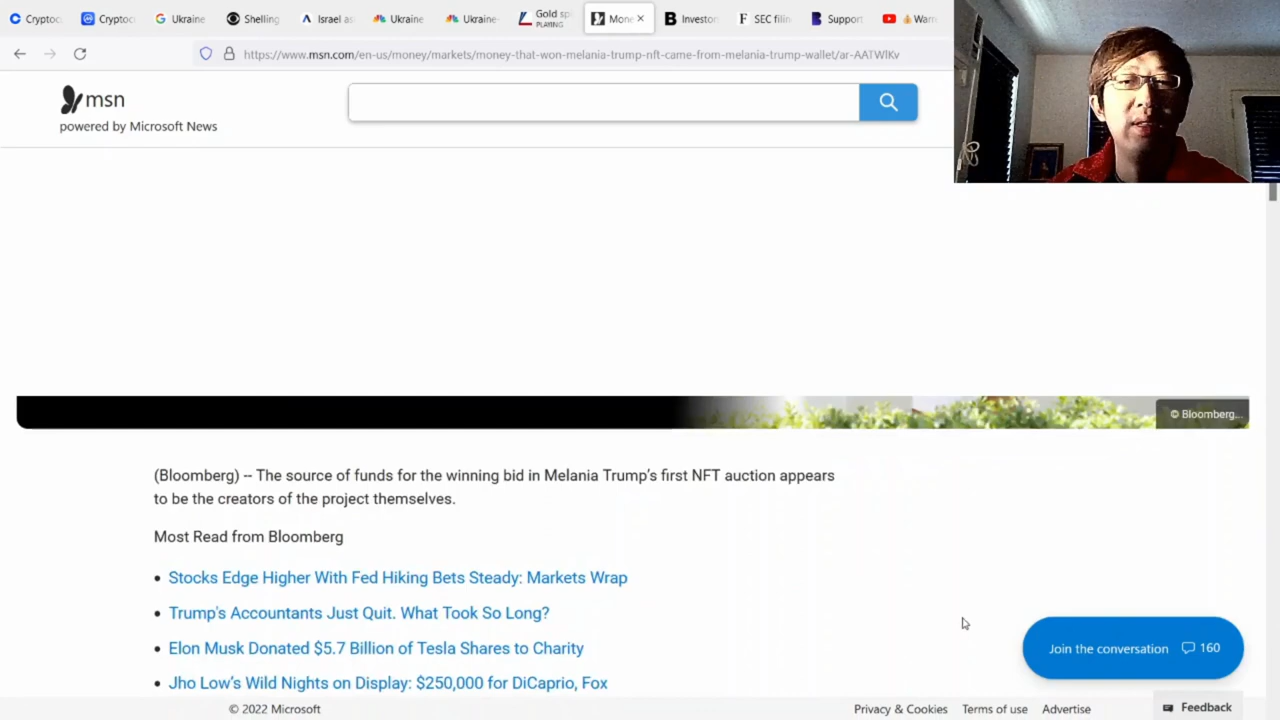 Cryptoc
Cryptoc
Ukraine
Shelling
Israel as
Ukraine
Ukraine-
Gold sp
PLAYING
Mone
Investor
SEC filin
Support
Warn
https://www.msn.com/en-us/money/markets/money-that-won-melania-trump-nft-came-from-melania-trump-wallet/ar-AATWlKv
msn
powered by Microsoft News
© Bloomberg...
(Bloomberg) -- The source of funds for the winning bid in Melania Trump's first NFT auction appears
to be the creators of the project themselves.
Most Read from Bloomberg
• Stocks Edge Higher With Fed Hiking Bets Steady: Markets Wrap
• Trump's Accountants Just Quit. What Took So Long?
• Elon Musk Donated $5.7 Billion of Tesla Shares to Charity
• Jho Low's Wild Nights on Display: $250,000 for DiCaprio, Fox
Join the conversation 160
© 2022 Microsoft
Privacy & Cookies Terms of use Advertise Feedback